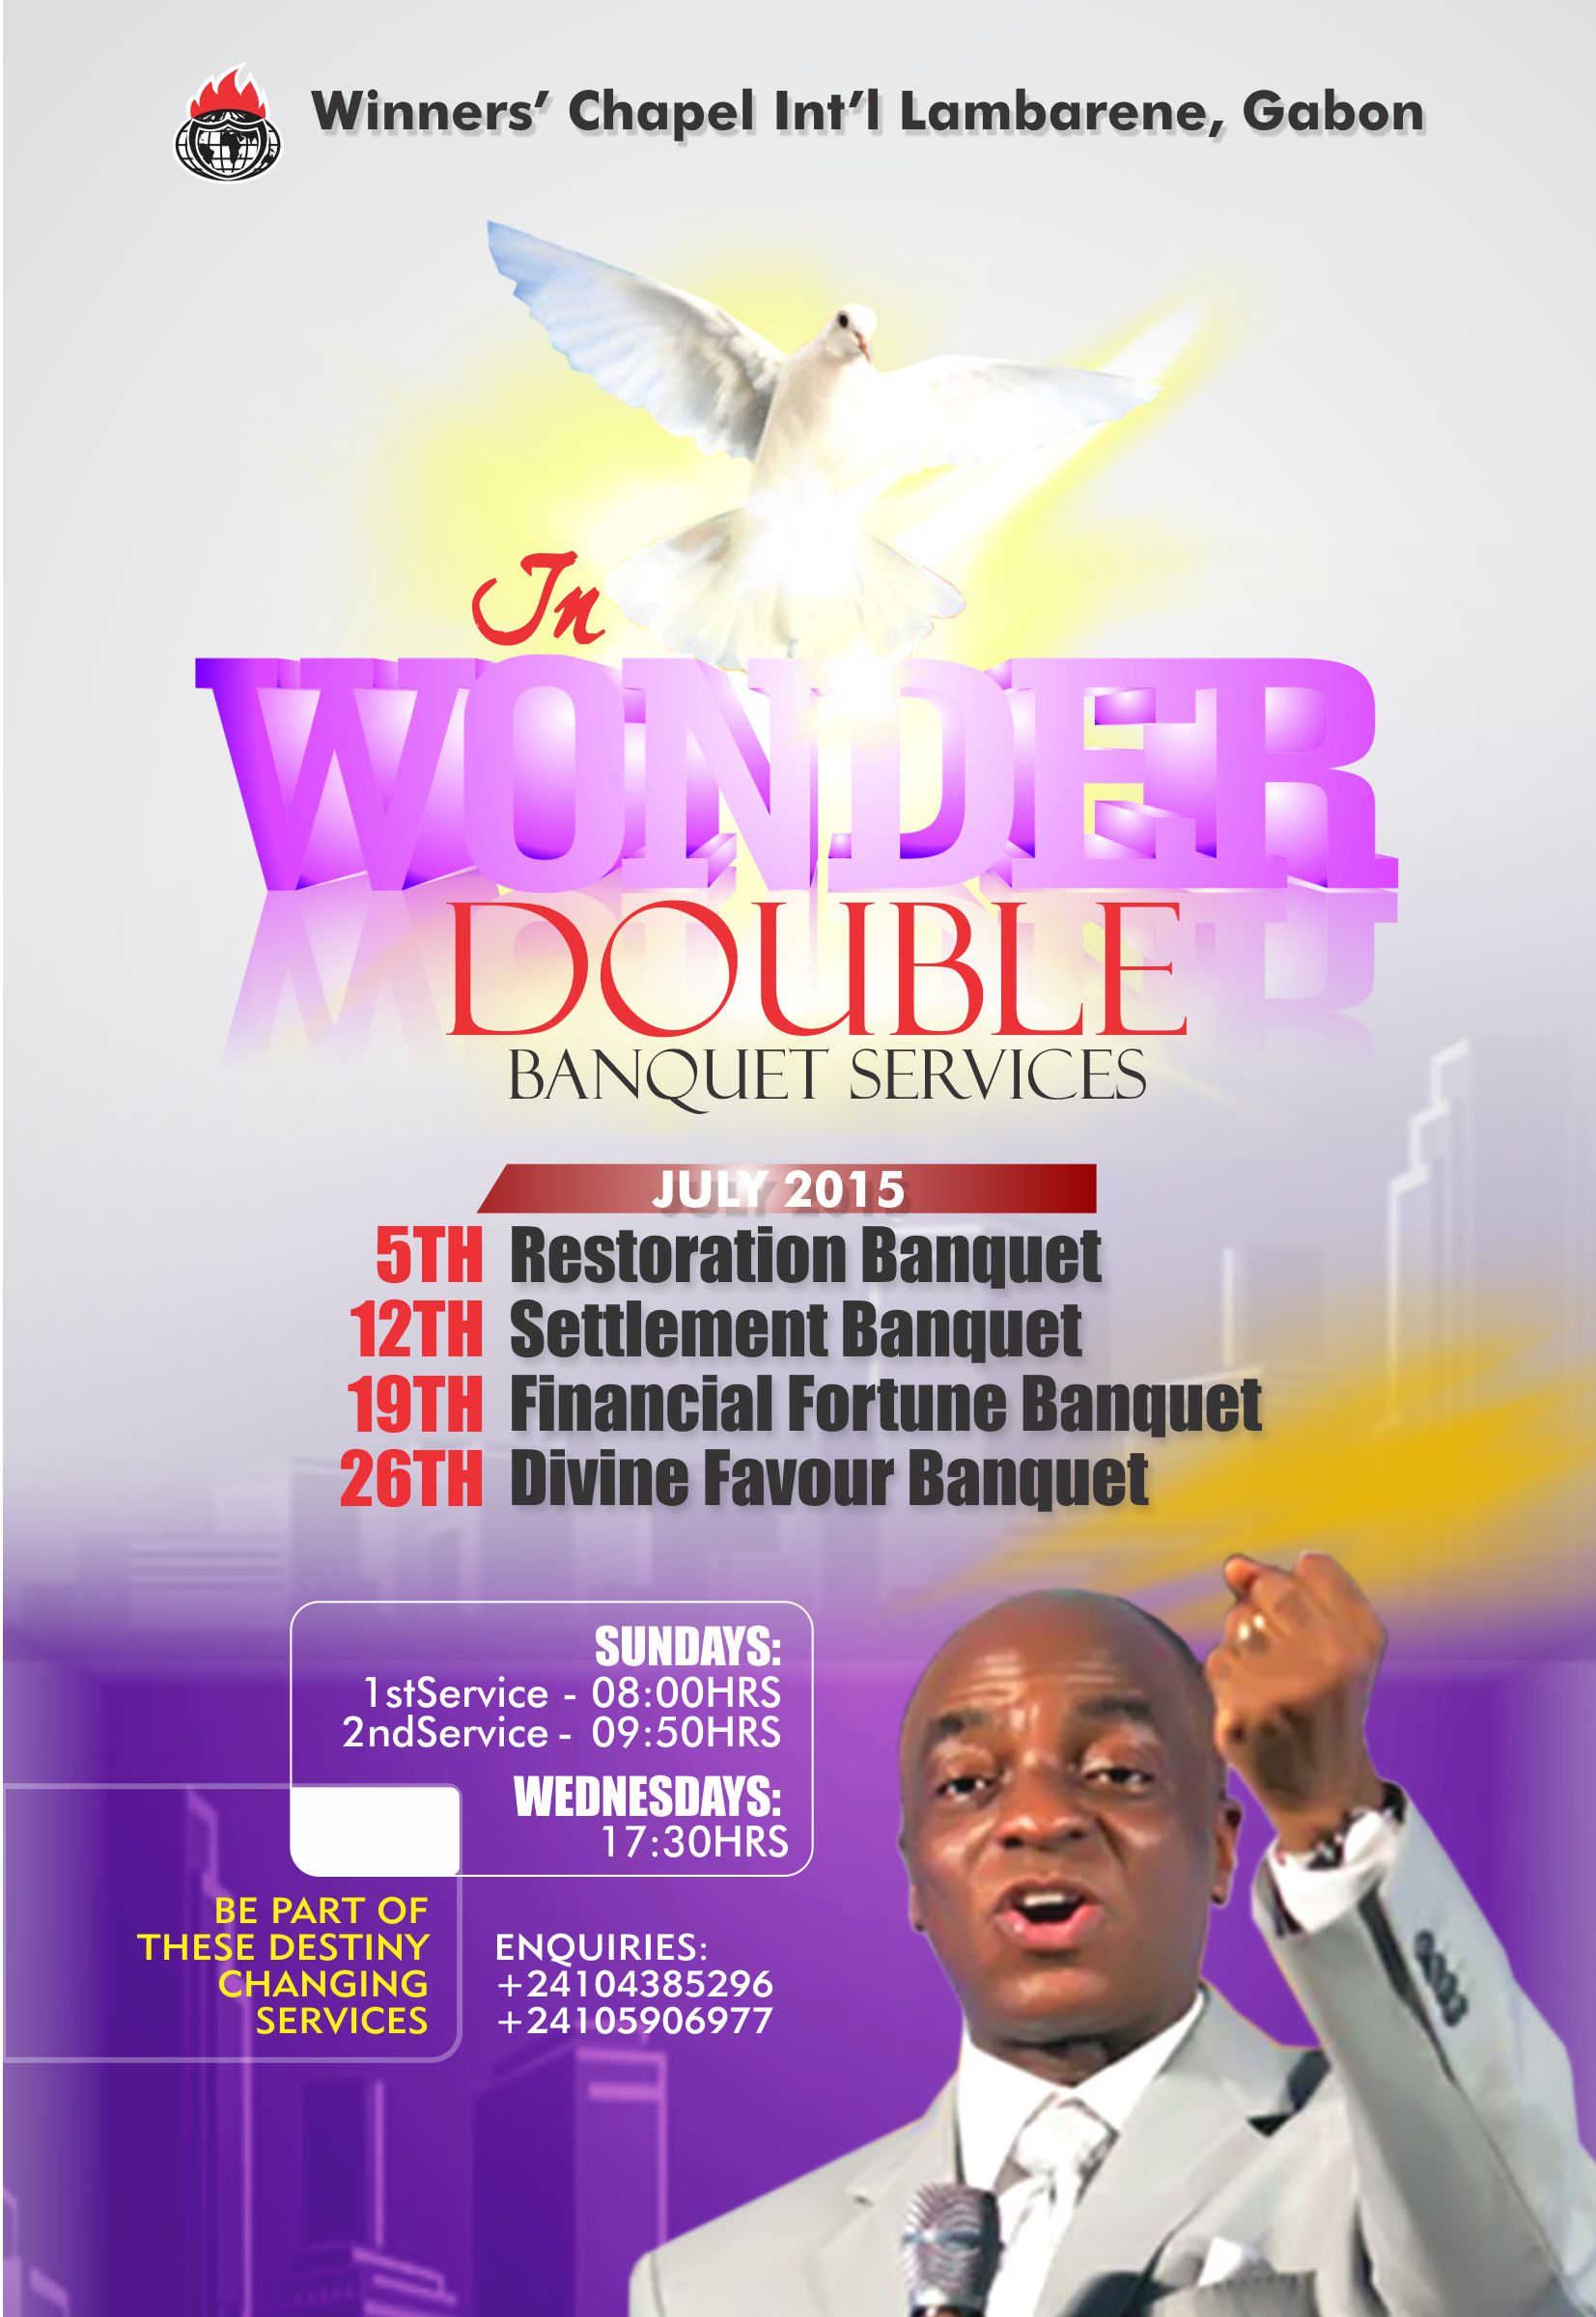 Winners' Chapel Int'l Lambarene, Gabon
In
WONDER
DOUBLE
BANQUET SERVICES
JULY 2015
5TH Restoration Banquet
12TH Settlement Banquet
19TH Financial Fortune Banquet
26TH Divine Favour Banquet
SUNDAYS:
1stService - 08:00HRS
2ndService - 09:50HRS
WEDNESDAYS:
17:30HRS
BE PART OF
THESE DESTINY
CHANGING
SERVICES
ENQUIRIES:
+24104385296
+24105906977